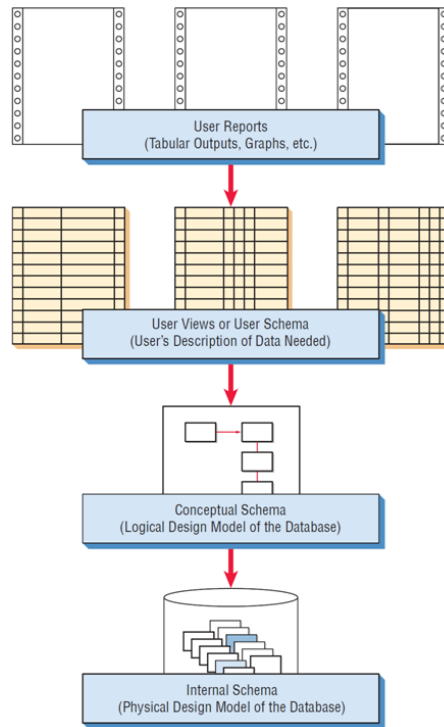 User Reports
(Tabular Outputs, Graphs, etc.)
User Views or User Schema
(User's Description of Data Needed)
Conceptual Schema
(Logical Design Model of the Database)
Internal Schema
(Physical Design Model of the Database)